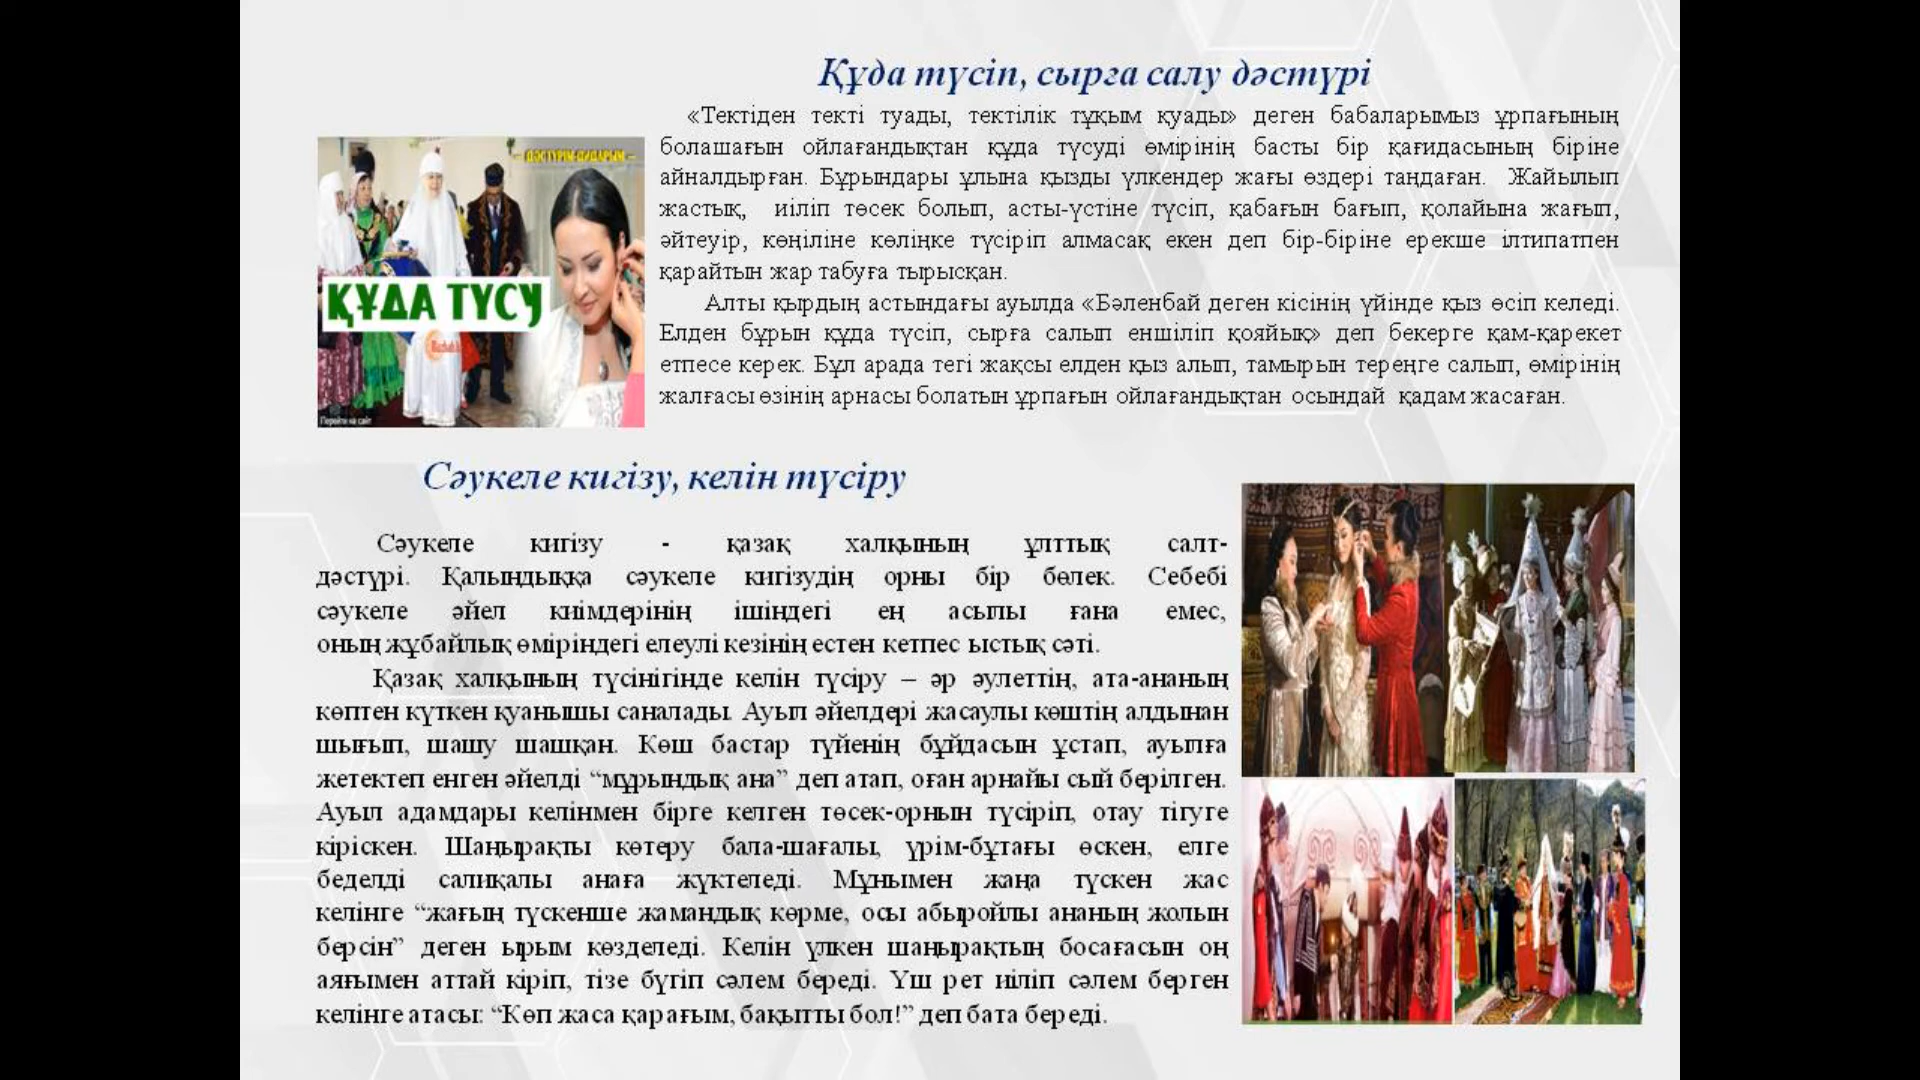 Құда түсіп, сырға салу дәстүрі
«Тектіден текті туады, тектілік тұқым қуады» деген бабаларымыз ұрпағының
болашағын ойлағандықтан құда түсуді өмірінің басты бір қағидасының біріне
айналдырған. Бұрындары ұлына қызды үлкендер жағы өздері таңдаған. Жайылып
жастық, иіліп төсек болып, асты-үстіне түсіп, қабағын бағып, қолайына жағып,
әйтеуір, көңіліне көлеңке түсіріп алмасақ екен деп бір-біріне ерекше ілтипатпен
қарайтын жар табуға тырысқан.
Алты қырдың астындағы ауылда «Бәленбай деген кісінің үйінде қыз өсіп келеді.
Елден бұрын құда түсіп, сырға салып еншіліп қояйық» деп бекерге қам-қарекет
етпесе керек. Бұл арада тегі жақсы елден қыз алып, тамырын тереңге салып, өмірінің
жалғасы өзінің арнасы болатын ұрпағын ойлағандықтан осындай қадам жасаған.
– ДӘСТҮРІМ-ДИДАРЫМ –
ҚҰДА ТҮСУ
Перейти на сайт
Сәукеле кигізу, келін түсіру
Сәукеле кигізу - қазақ халқының ұлттық салт-
дәстүрі. Қалыңдыққа сәукеле кигізудің орны бір бөлек. Себебі
сәукеле әйел киімдерінің ішіндегі ең асылы ғана емес,
оның жұбайлық өміріндегі елеулі кезінің естен кетпес ыстық сәті.
Қазақ халқының түсінігінде келін түсіру – әр әулеттің, ата-ананың
көптен күткен қуанышы саналады. Ауыл әйелдері жасаулы көштің алдынан
шығып, шашу шашқан. Көш бастар түйенің бұйдасын ұстап, ауылға
жетектеп енген әйелді “мұрындық ана” деп атап, оған арнайы сый берілген.
Ауыл адамдары келінмен бірге келген төсек-орнын түсіріп, отау тігуге
кіріскен. Шаңырақты көтеру бала-шағалы, үрім-бұтағы өскен, елге
беделді салиқалы анаға жүктеледі. Мұнымен жаңа түскен жас
келінге “жағың түскенше жамандық көрме, осы абыройлы ананың жолын
берсін” деген ырым көзделеді. Келін үлкен шаңырақтың босағасын оң
аяғымен аттай кіріп, тізе бүгіп сәлем береді. Үш рет иіліп сәлем берген
келінге атасы: “Көп жаса қарағым, бақытты бол!” деп бата береді.